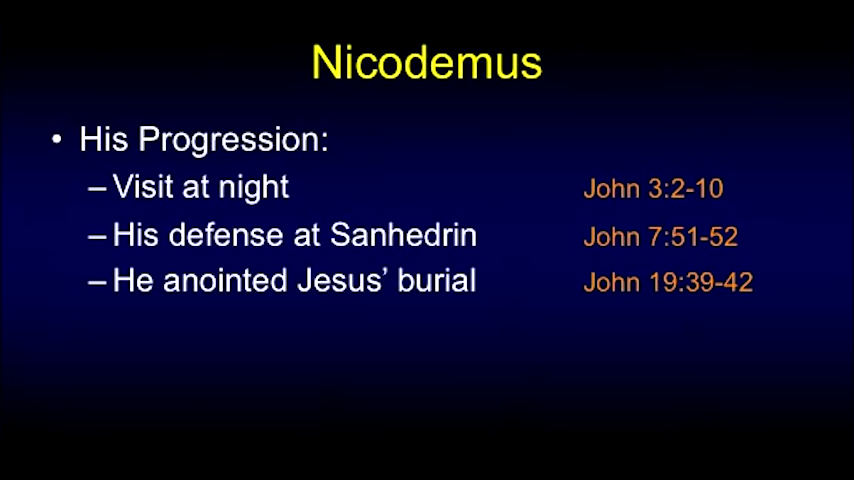 Nicodemus
• His Progression:
– Visit at night John 3:2-10
– His defense at Sanhedrin John 7:51-52
– He anointed Jesus’ burial John 19:39-42